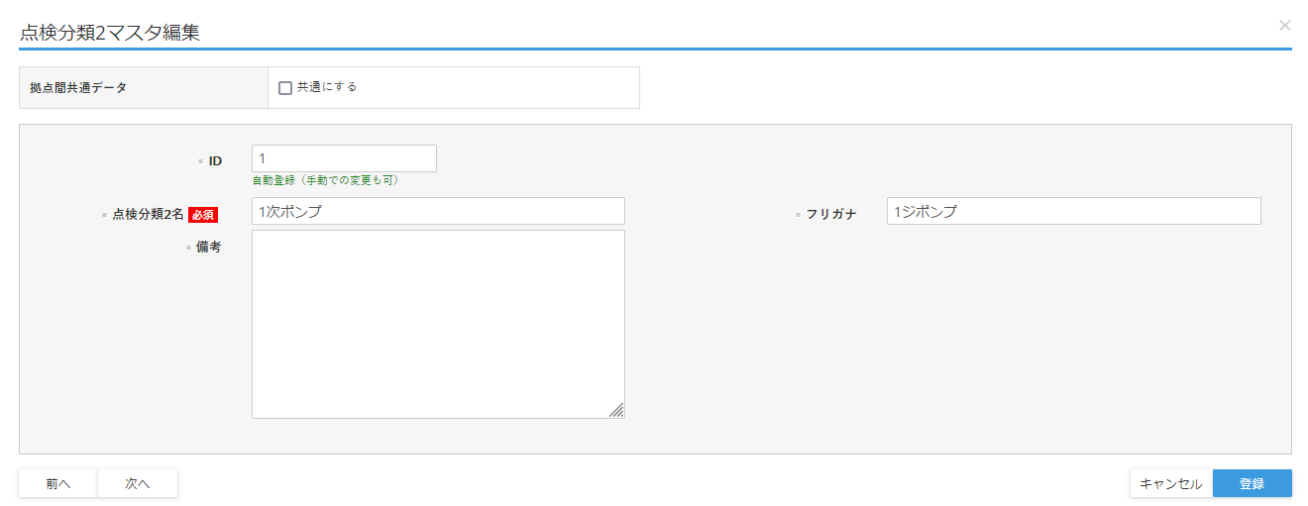 点検分類2マスタ編集
×
拠点間共通データ
共通にする
ID
1
自動登録（手動での変更も可）
点検分類2名 必須
1次ポンプ
フリガナ
1ジポンプ
備考
前へ
次へ
キャンセル
登録